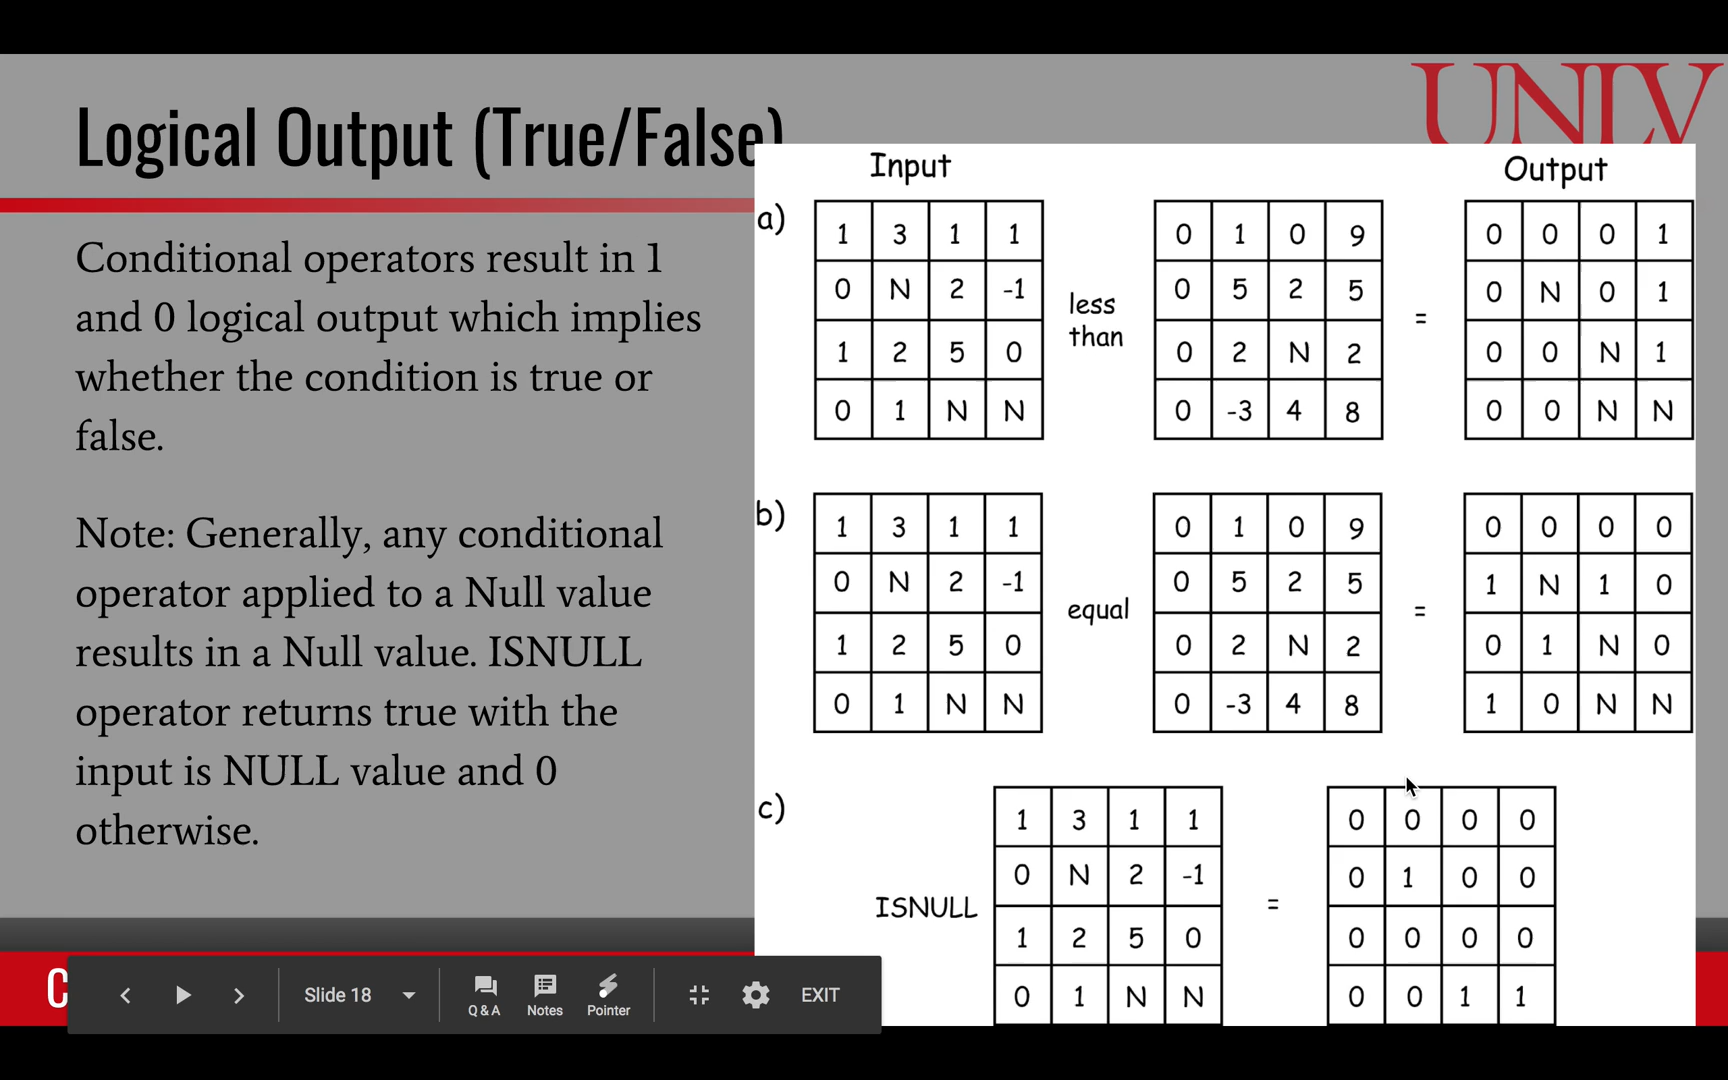 UNLV
Logical Output (True/False)
Conditional operators result in 1
and 0 logical output which implies
whether the condition is true or
false.
Note: Generally, any conditional
operator applied to a Null value
results in a Null value. ISNULL
operator returns true with the
input is NULL value and 0
otherwise.
Input
Output
a)
1 3 1 1
0 N 2 -1
1 2 5 0
0 1 N N
less
than
0 1 0 9
0 5 2 5
0 2 N 2
0 -3 4 8
=
0 0 0 1
0 N 0 1
0 0 N 1
0 0 N N
b)
1 3 1 1
0 N 2 -1
1 2 5 0
0 1 N N
equal
0 1 0 9
0 5 2 5
0 2 N 2
0 -3 4 8
=
0 0 0 0
1 N 1 0
0 1 N 0
1 0 N N
c)
ISNULL
1 3 1 1
0 N 2 -1
1 2 5 0
0 1 N N
=
0 0 0 0
0 1 0 0
0 0 0 0
0 0 1 1
Slide 18
Q & A
Notes
Pointer
EXIT